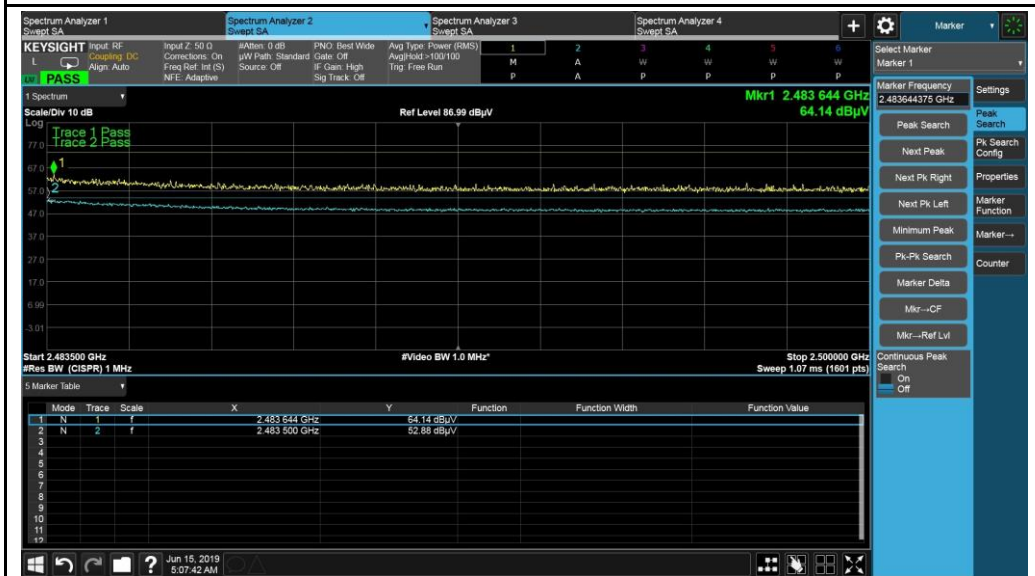 Spectrum Analyzer 1
Swept SA
Spectrum Analyzer 2
Swept SA
Spectrum Analyzer 3
Swept SA
Spectrum Analyzer 4
Swept SA
+
Marker
KEYSIGHT
L
PASS
Input: RF
Coupling: DC
Align: Auto
Input Z: 50 Ω
Corrections: On
Freq Ref: Int (S)
NFE: Adaptive
#Atten: 0 dB
µW Path: Standard
Source: Off
PNO: Best Wide
Gate: Off
IF Gain: High
Sig Track: Off
Avg Type: Power (RMS)
Avg|Hold:>100/100
Trig: Free Run
1 2 3 4 5 6
M A W W W W
P A P P P P
Select Marker
Marker 1
1 Spectrum
Scale/Div 10 dB
Ref Level 86.99 dBµV
Mkr1 2.483 644 GHz
64.14 dBµV
Log
Trace 1 Pass
Trace 2 Pass
77.0
67.0
57.0
47.0
37.0
27.0
17.0
6.99
-3.01
1
2
Start 2.483500 GHz
#Video BW 1.0 MHz*
Stop 2.500000 GHz
#Res BW (CISPR) 1 MHz
Sweep 1.07 ms (1601 pts)
Marker Frequency
2.483644375 GHz
Peak Search
Next Peak
Next Pk Right
Next Pk Left
Minimum Peak
Pk-Pk Search
Marker Delta
Mkr→CF
Mkr→Ref Lvl
Continuous Peak
Search
On
Off
Settings
Peak
Search
Pk Search
Config
Properties
Marker
Function
Marker→
Counter
5 Marker Table
Mode Trace Scale X Y Function Function Width Function Value
1 N 1 f 2.483 644 GHz 64.14 dBµV
2 N 2 f 2.483 500 GHz 52.88 dBµV
3
4
5
6
7
8
9
10
11
12
?
Jun 15, 2019
5:07:42 AM